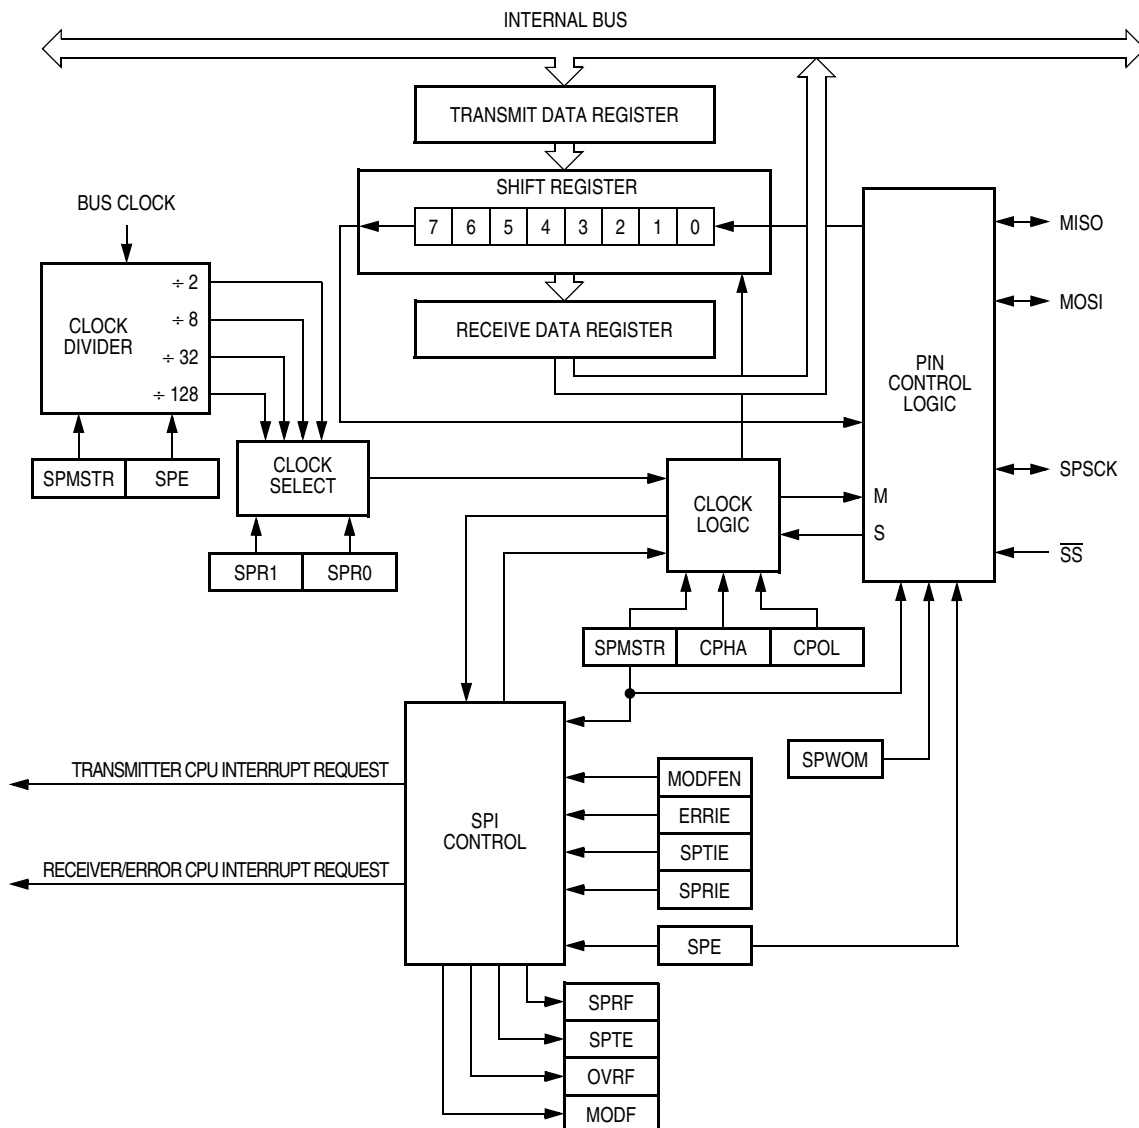 INTERNAL BUS
TRANSMIT DATA REGISTER
SHIFT REGISTER
7 6 5 4 3 2 1 0
RECEIVE DATA REGISTER
BUS CLOCK
CLOCK
DIVIDER
÷ 2
÷ 8
÷ 32
÷ 128
SPMSTR SPE
CLOCK
SELECT
SPR1 SPR0
CLOCK
LOGIC
SPMSTR CPHA CPOL
PIN
CONTROL
LOGIC
M
S
MISO
MOSI
SPSCK
S̅S̅
SPWOM
TRANSMITTER CPU INTERRUPT REQUEST
RECEIVER/ERROR CPU INTERRUPT REQUEST
SPI
CONTROL
MODFEN
ERRIE
SPTIE
SPRIE
SPE
SPRF
SPTE
OVRF
MODF